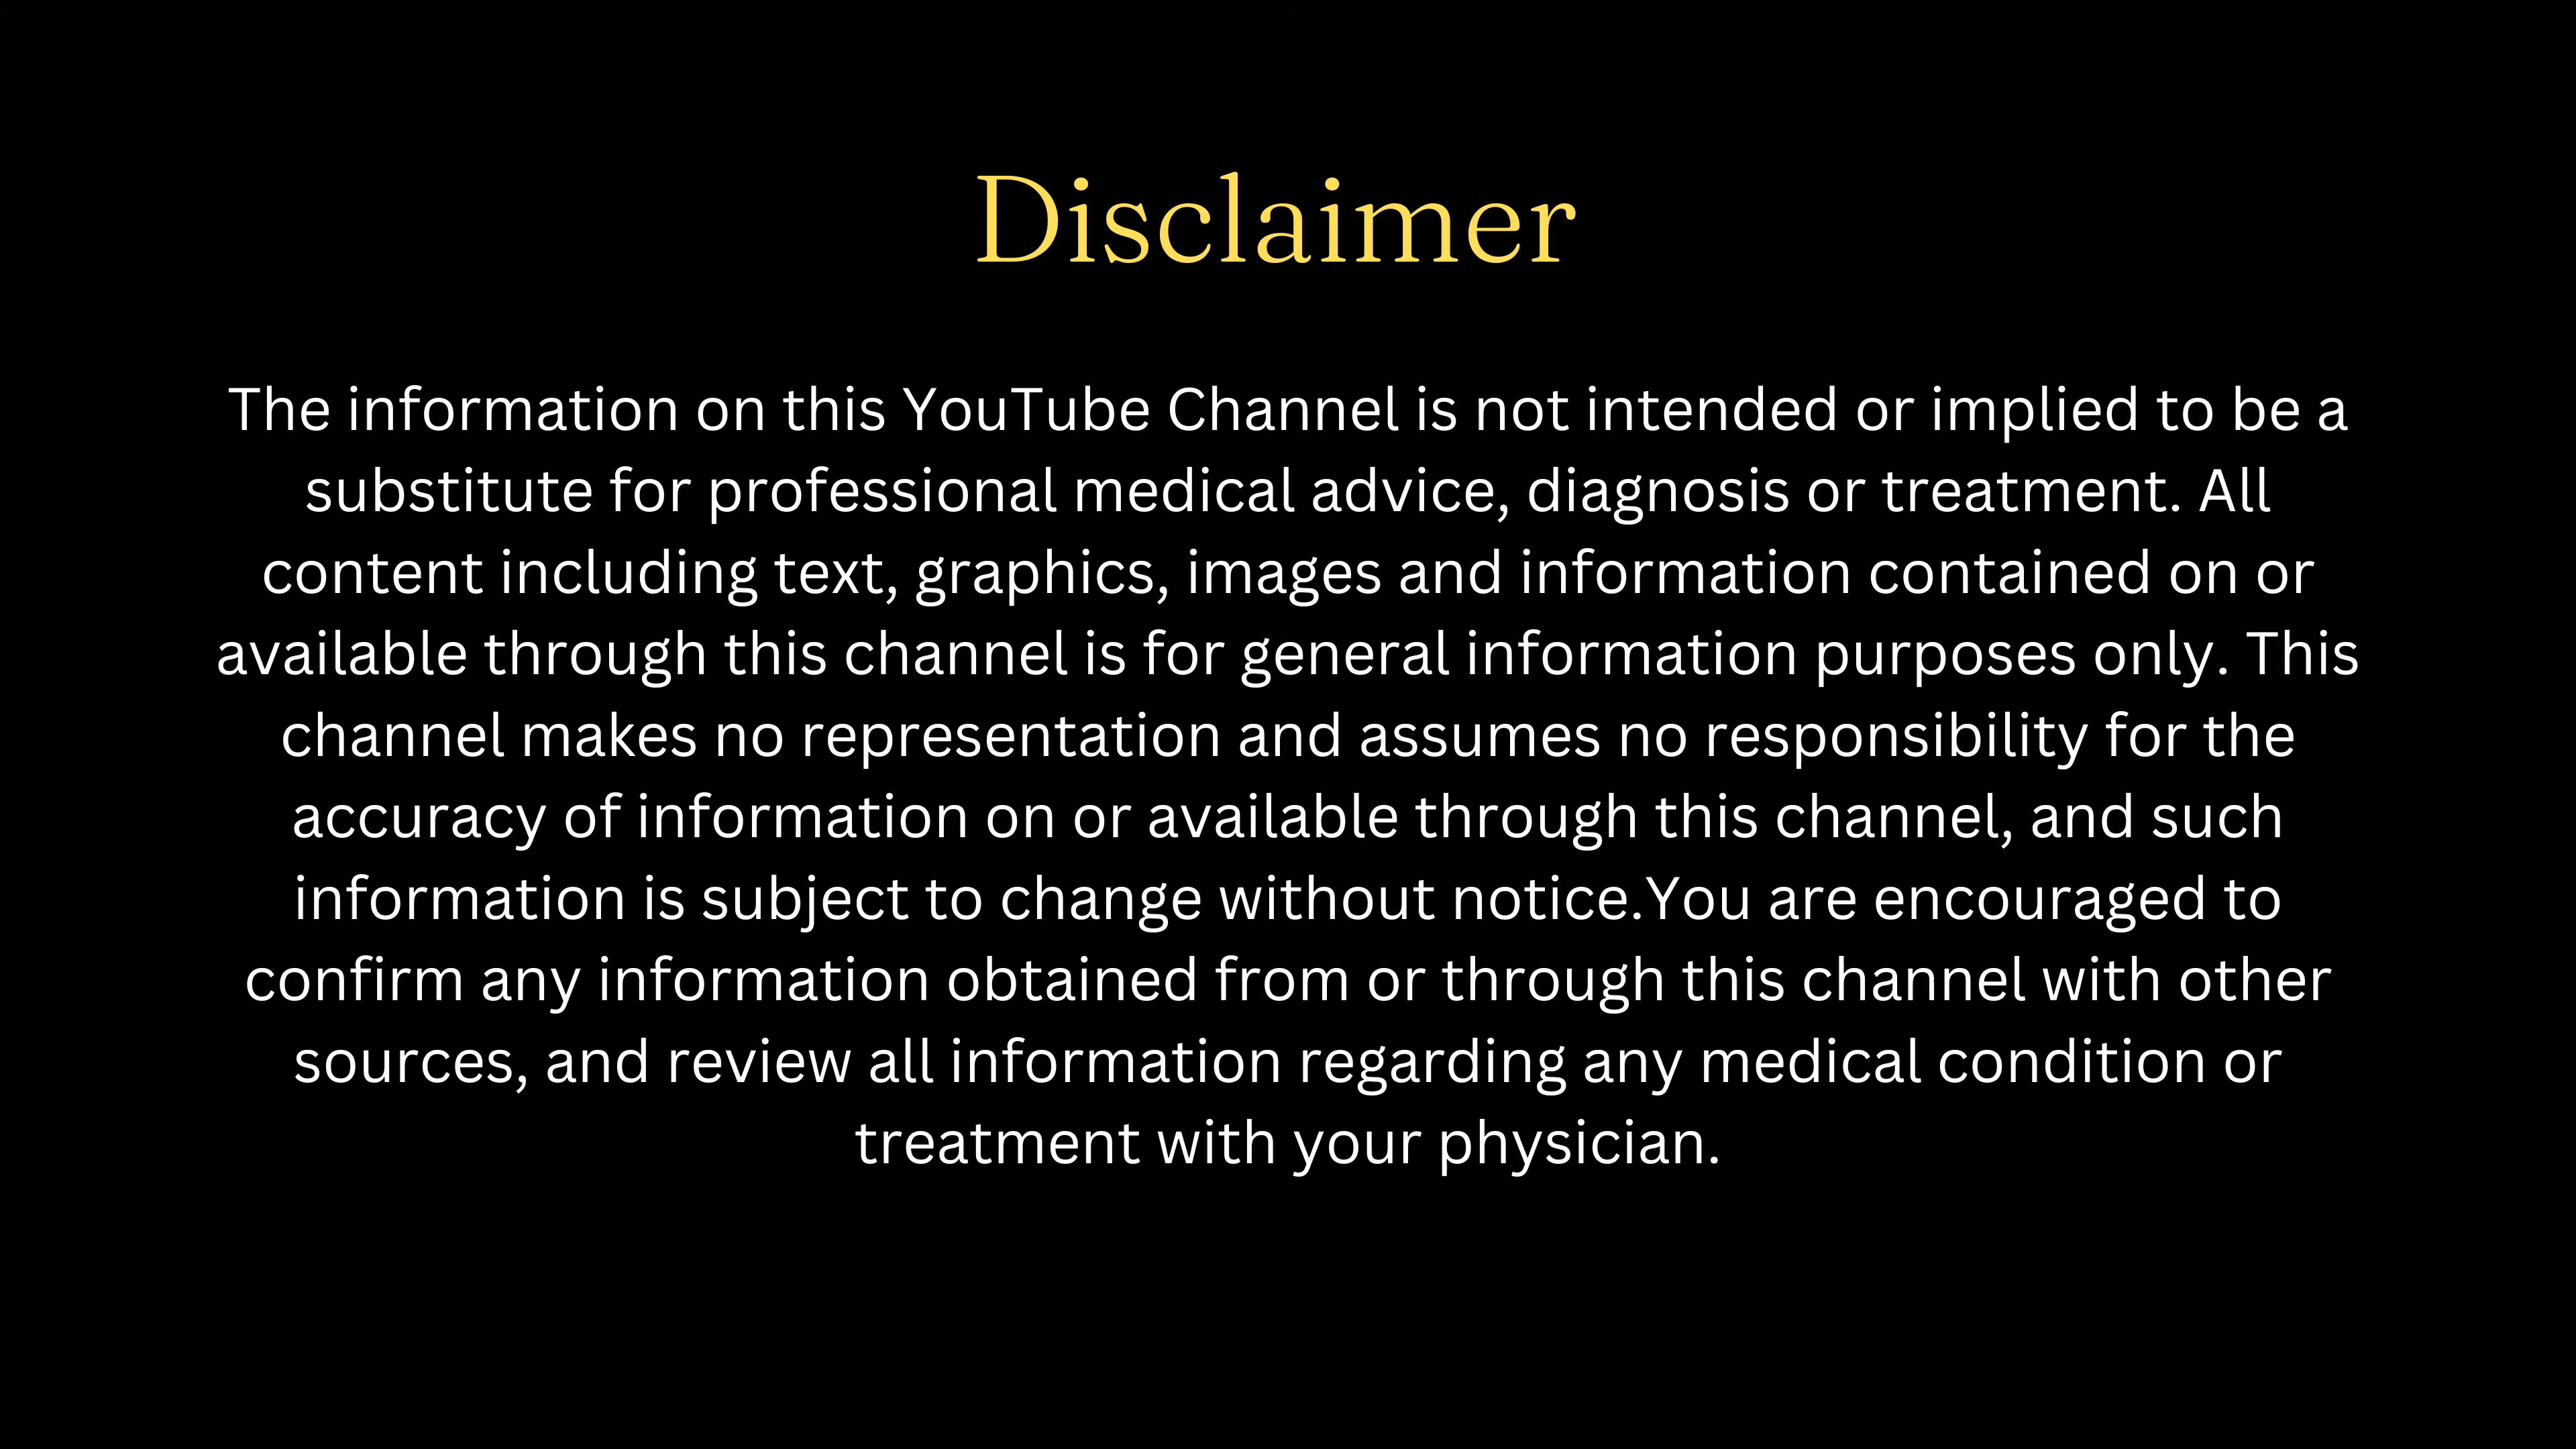 Disclaimer
The information on this YouTube Channel is not intended or implied to be a
substitute for professional medical advice, diagnosis or treatment. All
content including text, graphics, images and information contained on or
available through this channel is for general information purposes only. This
channel makes no representation and assumes no responsibility for the
accuracy of information on or available through this channel, and such
information is subject to change without notice.You are encouraged to
confirm any information obtained from or through this channel with other
sources, and review all information regarding any medical condition or
treatment with your physician.